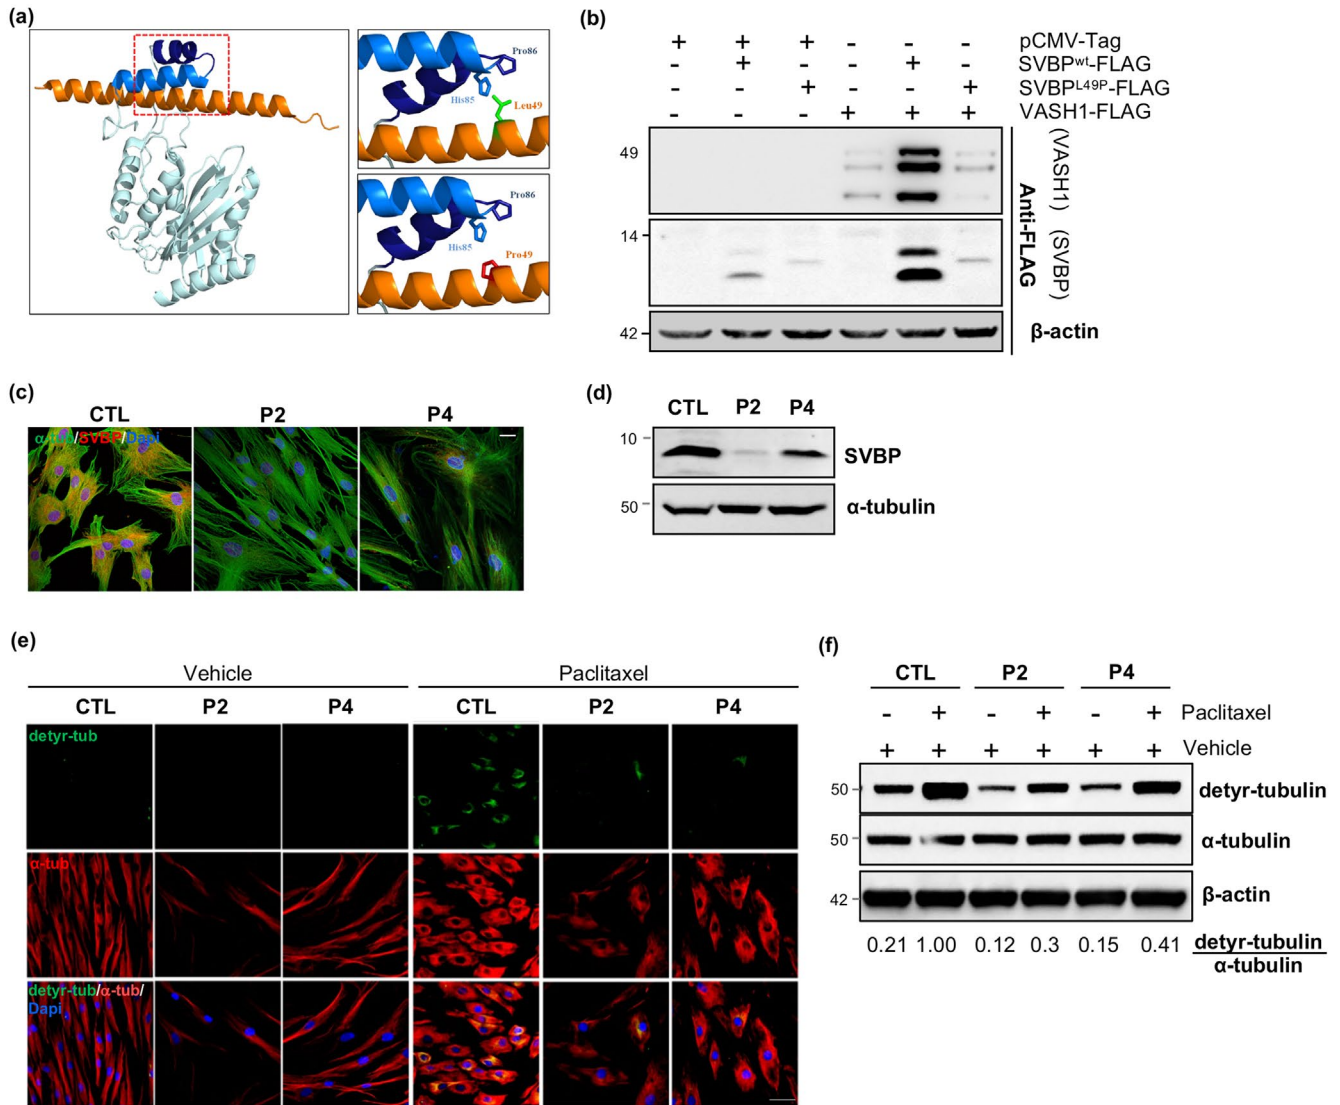 (a)
Pro86
His85
Leu49
Pro86
His85
Pro49
(b)
+ + + - - - pCMV-Tag
- + - - + - SVBPwt-FLAG
- - + - - + SVBPL49P-FLAG
- - - + + + VASH1-FLAG
49
14
42
(VASH1)
(SVBP)
Anti-FLAG
β-actin
(c)
CTL P2 P4
α-tub/SVBP/Dapi
(d)
CTL P2 P4
10 SVBP
50 α-tubulin
(e)
Vehicle Paclitaxel
CTL P2 P4 CTL P2 P4
detyr-tub
α-tub
detyr-tub/α-tub/
Dapi
(f)
CTL P2 P4
- + - + - + Paclitaxel
+ + + + + + Vehicle
50 detyr-tubulin
50 α-tubulin
42 β-actin
0.21 1.00 0.12 0.3 0.15 0.41 detyr-tubulin
α-tubulin